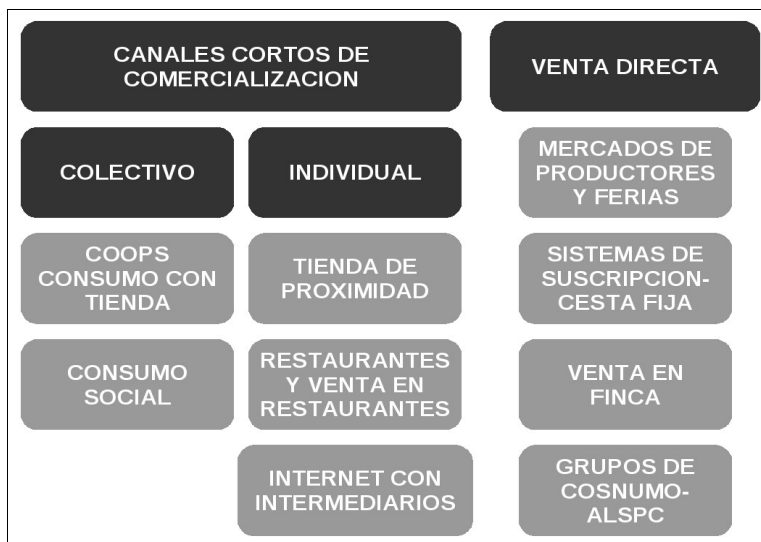 CANALES CORTOS DE
COMERCIALIZACION
VENTA DIRECTA
COLECTIVO
INDIVIDUAL
MERCADOS DE
PRODUCTORES
Y FERIAS
COOPS
CONSUMO CON
TIENDA
TIENDA DE
PROXIMIDAD
SISTEMAS DE
SUSCRIPCION-
CESTA FIJA
CONSUMO
SOCIAL
RESTAURANTES
Y VENTA EN
RESTAURANTES
VENTA EN
FINCA
INTERNET CON
INTERMEDIARIOS
GRUPOS DE
COSNUMO-
ALSPC